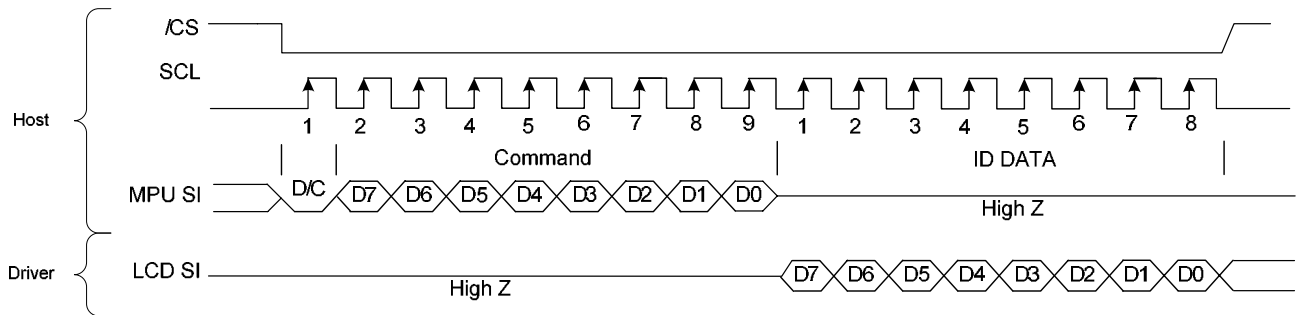 /CS
SCL
Host
1 2 3 4 5 6 7 8 9 1 2 3 4 5 6 7 8
Command ID DATA
MPU SI D/C D7 D6 D5 D4 D3 D2 D1 D0
High Z
Driver
LCD SI D7 D6 D5 D4 D3 D2 D1 D0
High Z